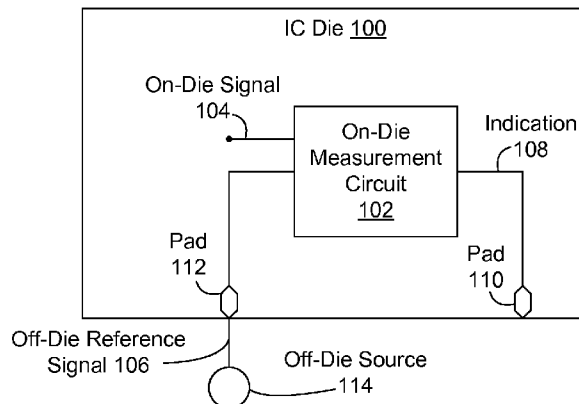 IC Die 100
On-Die Signal
104
On-Die
Measurement
Circuit
102
Indication
108
Pad
112
Pad
110
Off-Die Reference
Signal 106
Off-Die Source
114